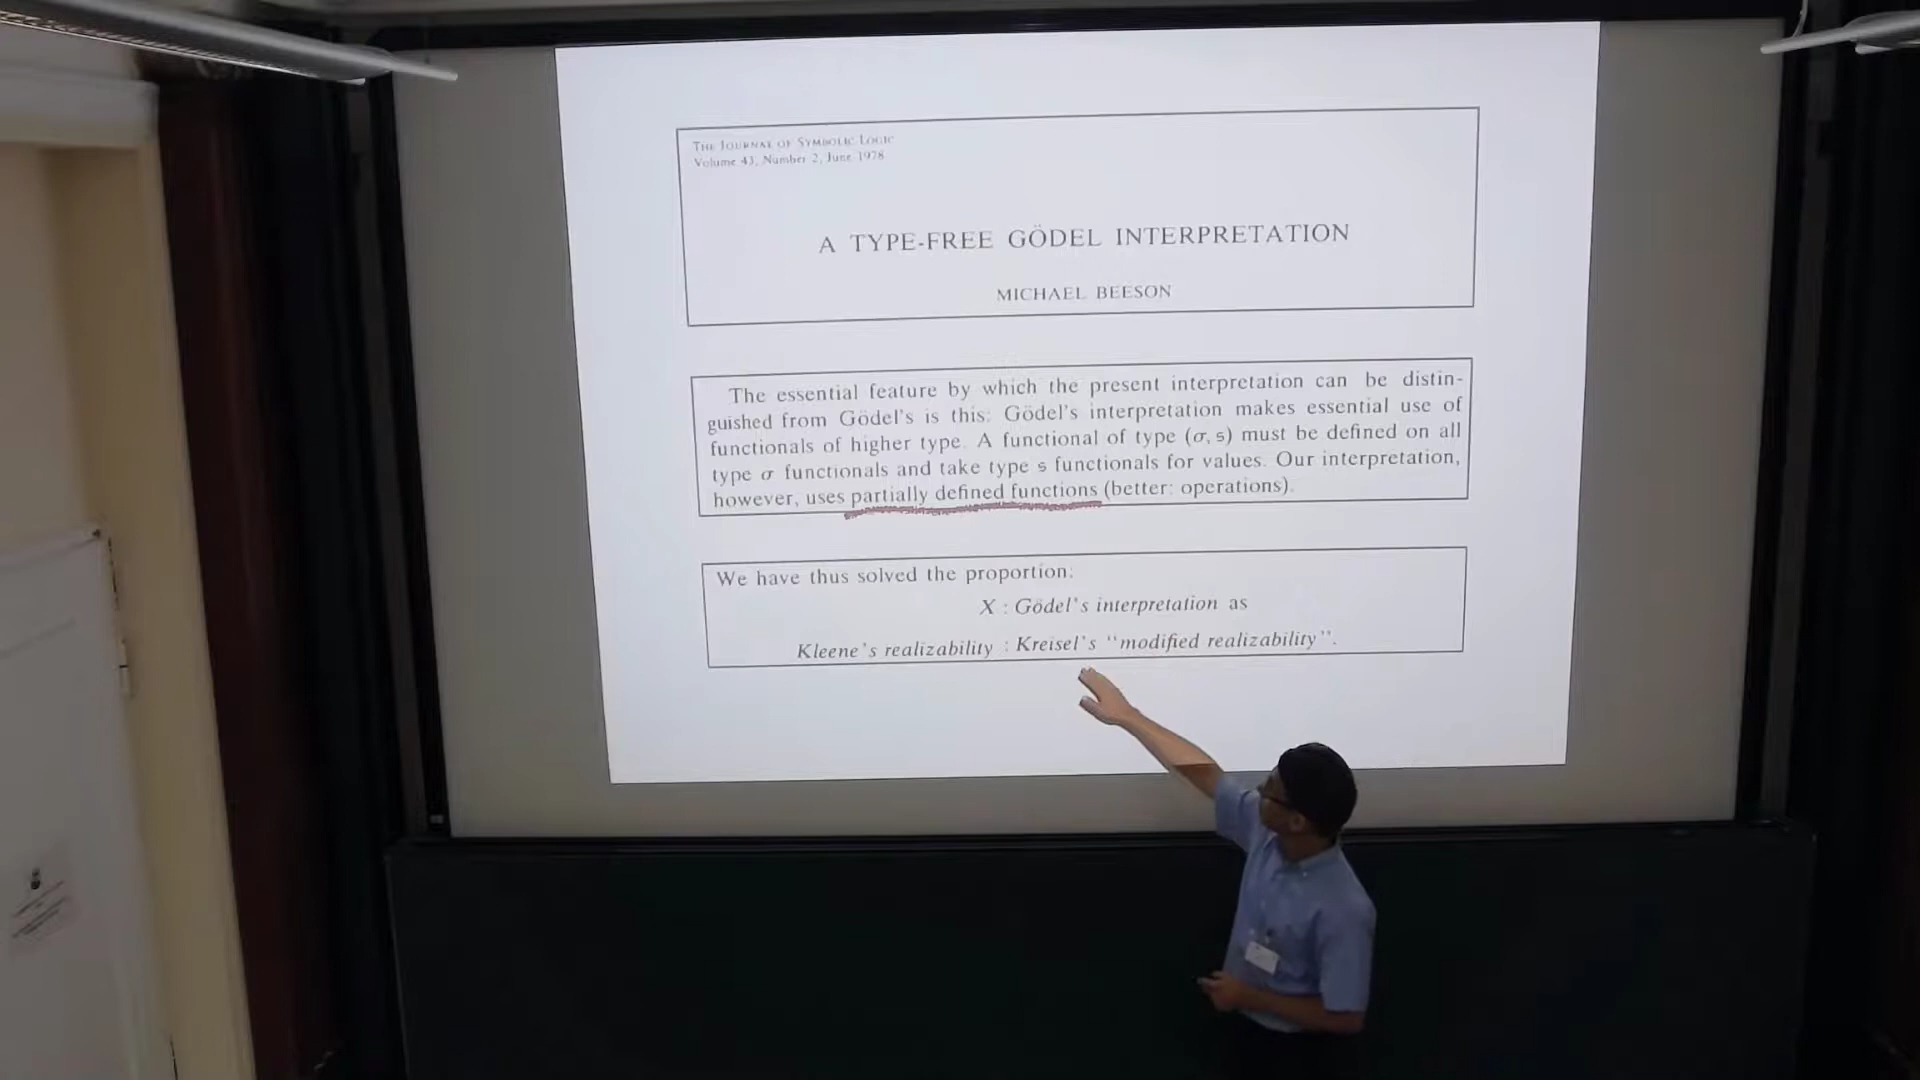 THE JOURNAL OF SYMBOLIC LOGIC
Volume 43, Number 2, June 1978
A TYPE-FREE GÖDEL INTERPRETATION
MICHAEL BEESON
The essential feature by which the present interpretation can be distin-
guished from Gödel's is this: Gödel's interpretation makes essential use of
functionals of higher type. A functional of type (σ, s) must be defined on all
type σ functionals and take type s functionals for values. Our interpretation,
however, uses partially defined functions (better: operations).
We have thus solved the proportion:
X : Gödel's interpretation as
Kleene's realizability : Kreisel's “modified realizability”.